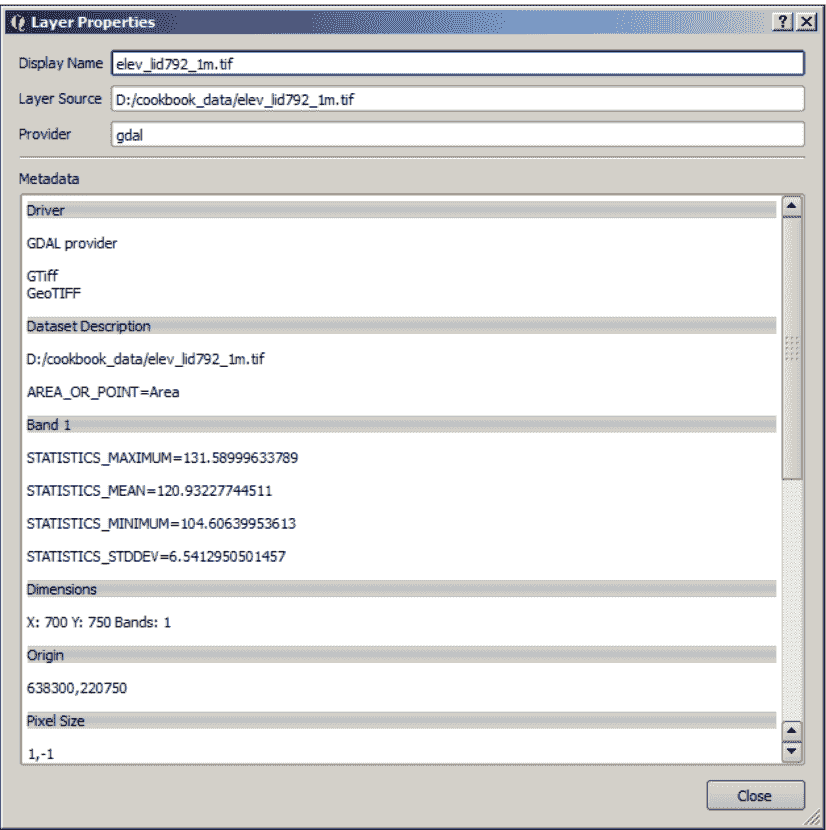 Layer Properties
Display Name elev_lid792_1m.tif
Layer Source D:/cookbook_data/elev_lid792_1m.tif
Provider gdal
Metadata
Driver
GDAL provider
GTiff
GeoTIFF
Dataset Description
D:/cookbook_data/elev_lid792_1m.tif
AREA_OR_POINT=Area
Band 1
STATISTICS_MAXIMUM=131.58999633789
STATISTICS_MEAN=120.93227744511
STATISTICS_MINIMUM=104.60639953613
STATISTICS_STDDEV=6.5412950501457
Dimensions
X: 700 Y: 750 Bands: 1
Origin
638300,220750
Pixel Size
1,-1
Close